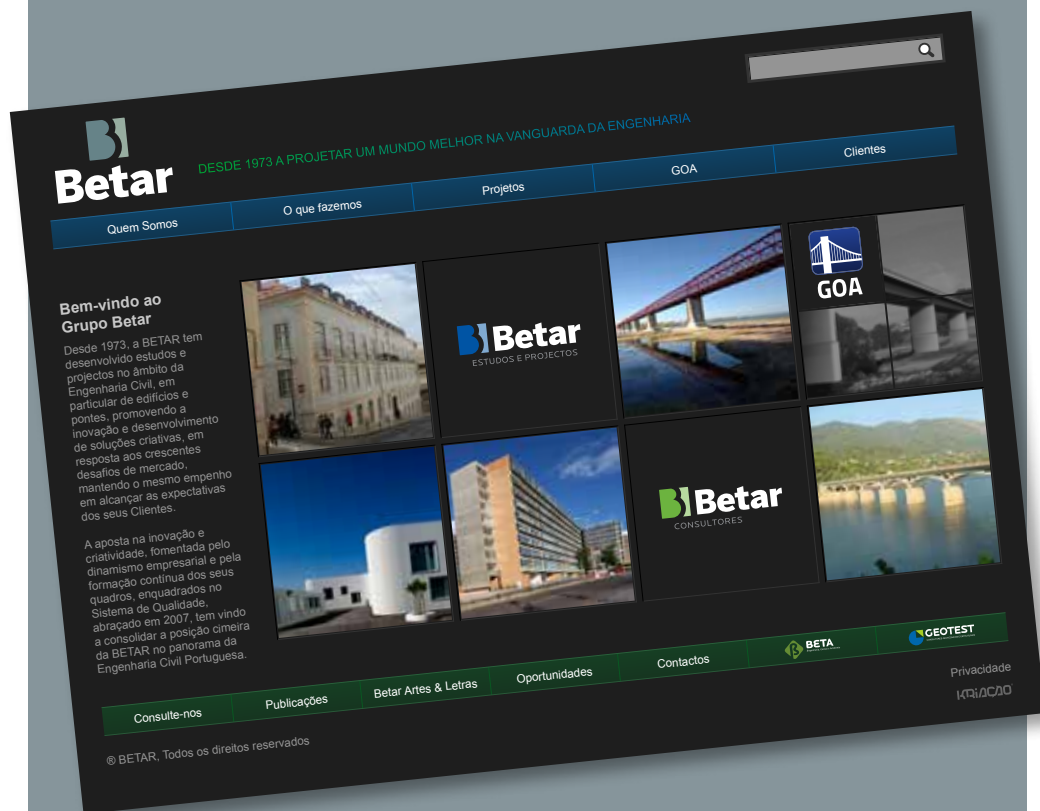 Betar
DESDE 1973 A PROJETAR UM MUNDO MELHOR NA VANGUARDA DA ENGENHARIA
Quem Somos
O que fazemos
Projetos
GOA
Clientes
Bem-vindo ao
Grupo Betar
Desde 1973, a BETAR tem
desenvolvido estudos e
projectos no âmbito da
Engenharia Civil, em
particular de edifícios e
pontes, promovendo a
inovação e desenvolvimento
de soluções criativas, em
resposta aos crescentes
desafios de mercado,
mantendo o mesmo empenho
em alcançar as expectativas
dos seus Clientes.
A aposta na inovação e
criatividade, fomentada pelo
dinamismo empresarial e pela
formação contínua dos seus
quadros, enquadrados no
Sistema de Qualidade,
abraçado em 2007, tem vindo
a consolidar a posição cimeira
da BETAR no panorama da
Engenharia Civil Portuguesa.
Betar
ESTUDOS E PROJECTOS
GOA
Betar
CONSULTORES
Consulte-nos
Publicações
Betar Artes & Letras
Oportunidades
Contactos
BETA
GEOTEST
® BETAR, Todos os direitos reservados
Privacidade
KRIACAO